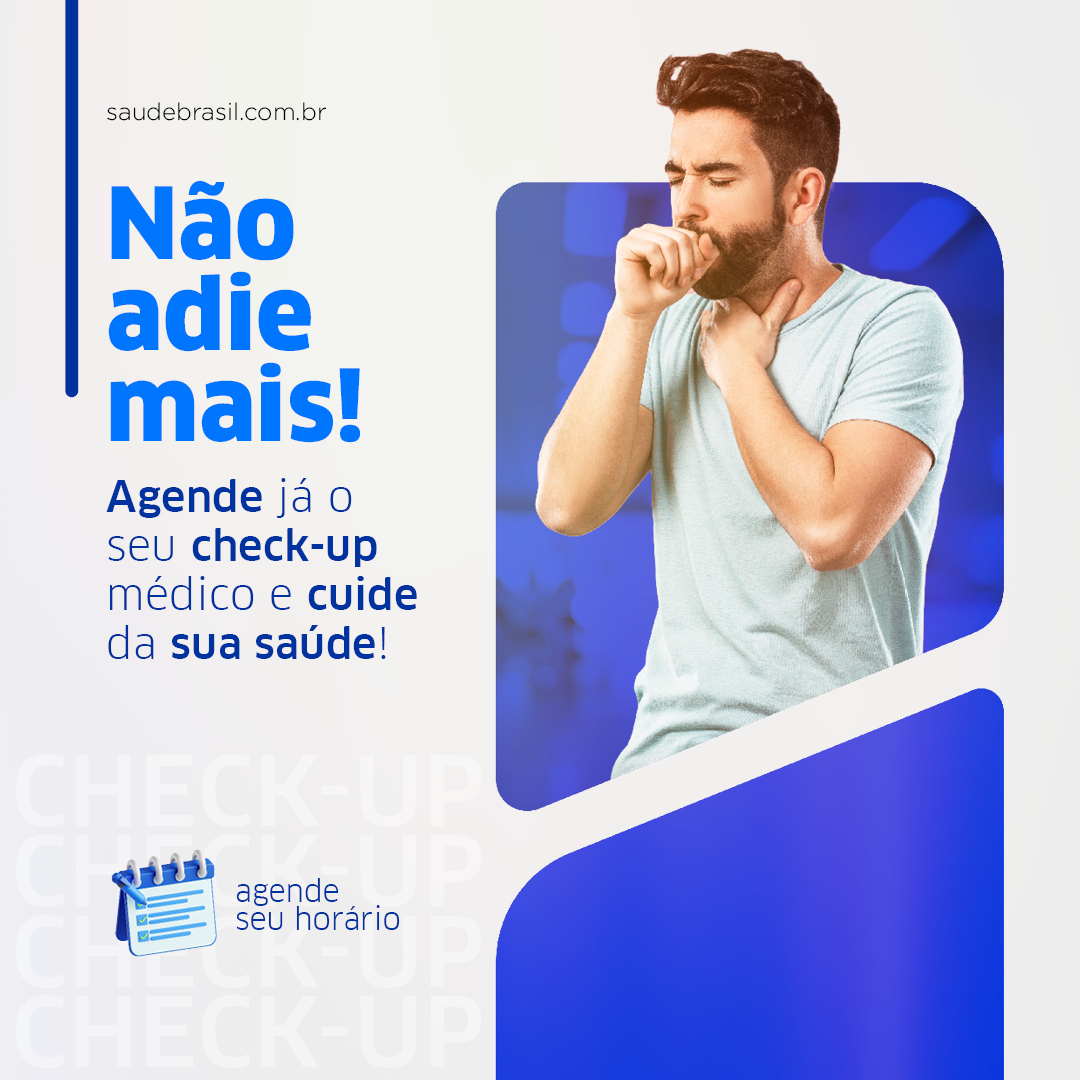 saudebrasil.com.br
Não
adie
mais!
Agende já o
seu check-up
médico e cuide
da sua saúde!
CHECK-UP
CHECK-UP
CHECK-UP
CHECK-UP
agende
seu horário